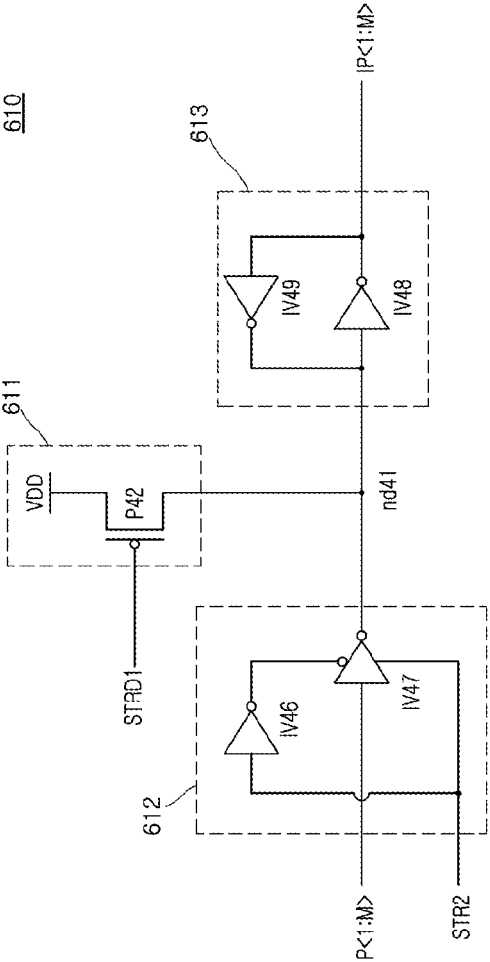 610
611
VDD
P42
STRD1
613
IV49
IV48
IP<1:M>
nd41
612
IV46
IV47
P<1:M>
STR2